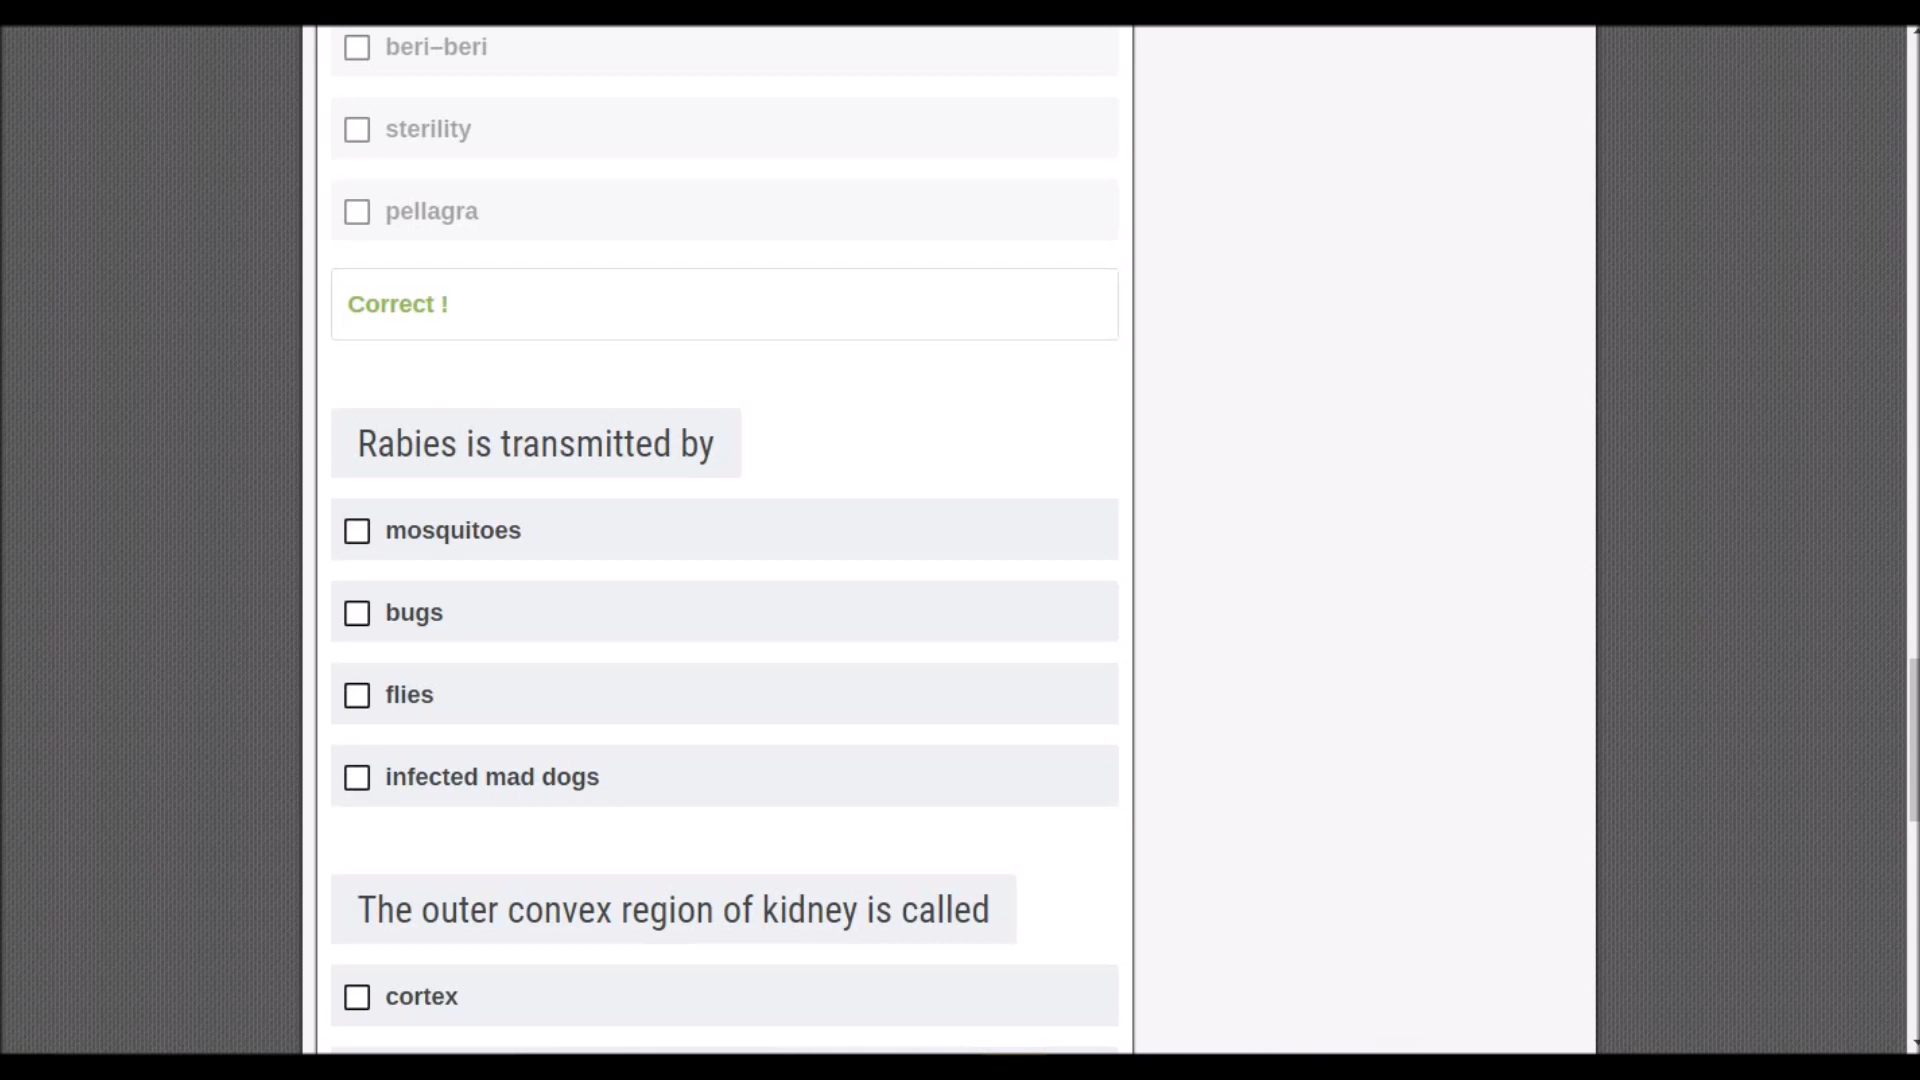 beri–beri
sterility
pellagra
Correct !
Rabies is transmitted by
mosquitoes
bugs
flies
infected mad dogs
The outer convex region of kidney is called
cortex